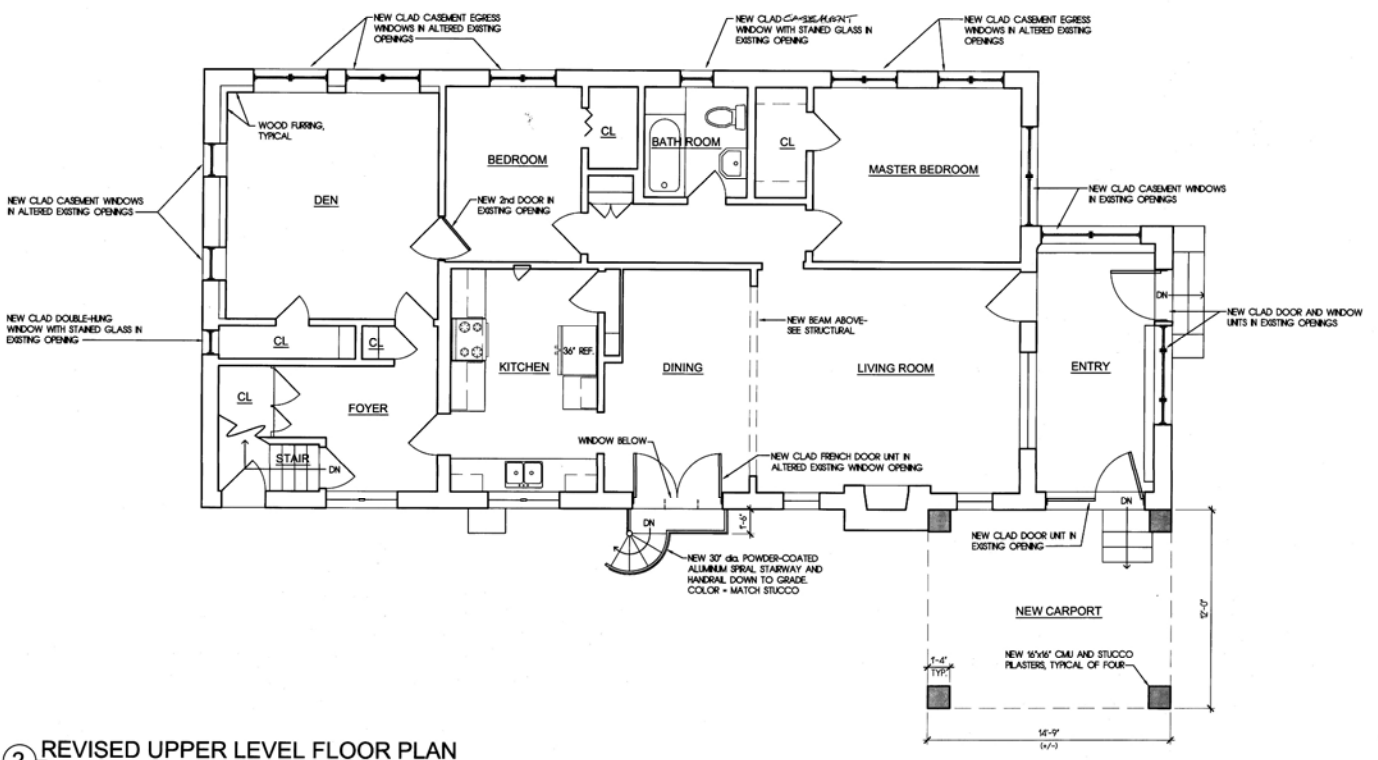 NEW CLAD CASEMENT EGRESS
WINDOWS IN ALTERED EXISTING
OPENINGS
NEW CLAD CASEMENT
WINDOW WITH STAINED GLASS IN
EXISTING OPENING
NEW CLAD CASEMENT EGRESS
WINDOWS IN ALTERED EXISTING
OPENINGS
WOOD FURRING,
TYPICAL
CL
BATH ROOM
CL
BEDROOM
MASTER BEDROOM
DEN
NEW CLAD CASEMENT WINDOWS
IN ALTERED EXISTING OPENINGS
NEW 2nd DOOR IN
EXISTING OPENING
NEW CLAD CASEMENT WINDOWS
IN EXISTING OPENINGS
DN
NEW CLAD DOUBLE-HUNG
WINDOW WITH STAINED GLASS IN
EXISTING OPENING
NEW BEAM ABOVE-
SEE STRUCTURAL
NEW CLAD DOOR AND WINDOW
UNITS IN EXISTING OPENINGS
CL
CL
36" REF.
KITCHEN
DINING
LIVING ROOM
ENTRY
CL
FOYER
WINDOW BELOW
STAIR
DN
NEW CLAD FRENCH DOOR UNIT IN
ALTERED EXISTING WINDOW OPENING
DN
DN
1'-6"
NEW CLAD DOOR UNIT IN
EXISTING OPENING
NEW 30" dia. POWDER-COATED
ALUMINUM SPIRAL STAIRWAY AND
HANDRAIL DOWN TO GRADE.
COLOR = MATCH STUCCO
NEW CARPORT
12'-0"
NEW 16"x16" CMU AND STUCCO
PILASTERS, TYPICAL OF FOUR
1'-4"
TYP.
14'-9"
(+/-)
2 REVISED UPPER LEVEL FLOOR PLAN